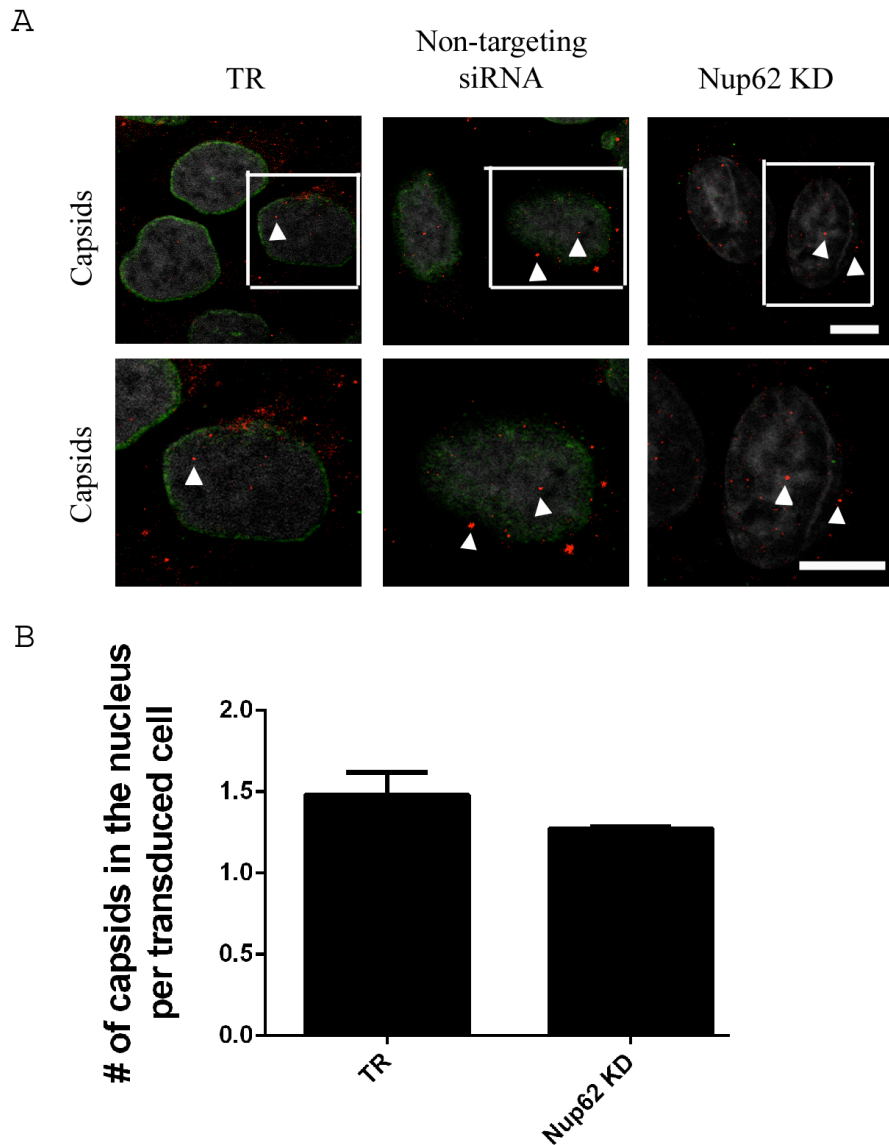 A
Non-targeting
TR siRNA Nup62 KD
Capsids
Capsids
B
# of capsids in the nucleus
per transduced cell
2.0
1.5
1.0
0.5
0.0
TR
Nup62 KD